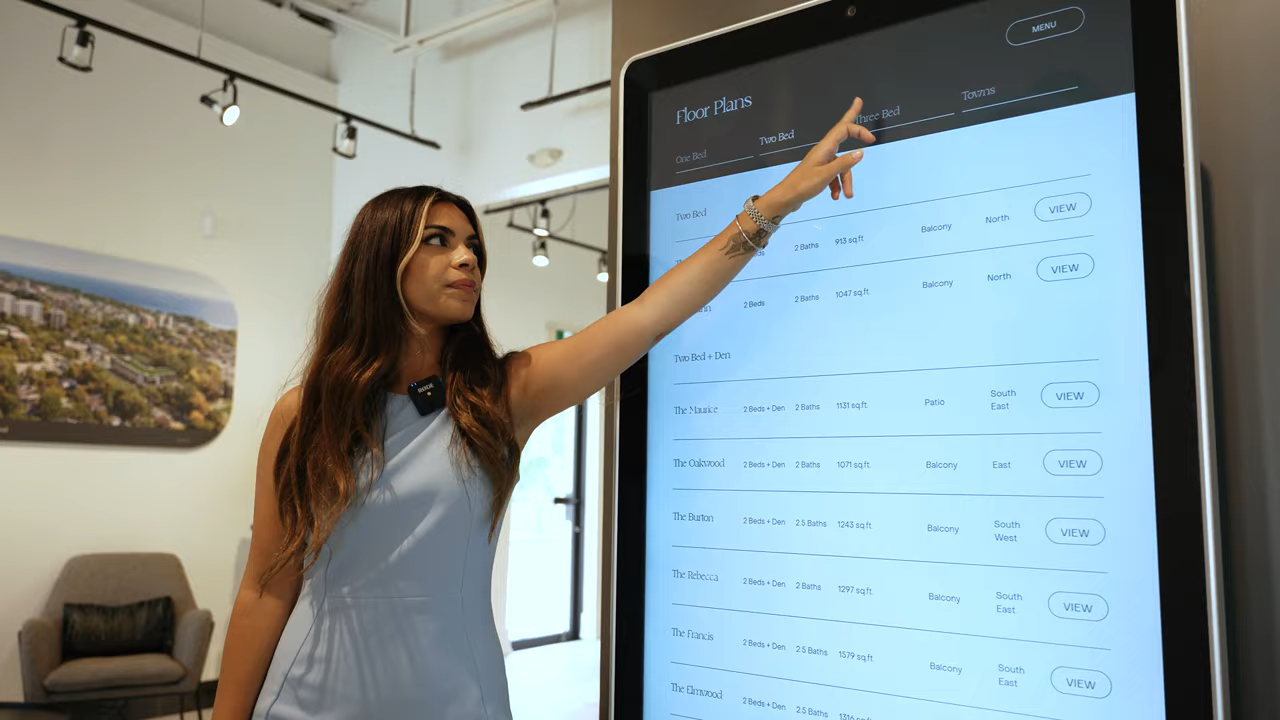 MENU
Floor Plans
One Bed Two Bed Three Bed Towns
Two Bed
2 Baths 913 sq.ft. Balcony North VIEW
2 Beds 2 Baths 1047 sq.ft. Balcony North VIEW
Two Bed + Den
The Maurice 2 Beds + Den 2 Baths 1131 sq.ft. Patio South East VIEW
The Oakwood 2 Beds + Den 2 Baths 1071 sq.ft. Balcony East VIEW
The Burton 2 Beds + Den 2.5 Baths 1243 sq.ft. Balcony South West VIEW
The Rebecca 2 Beds + Den 2 Baths 1297 sq.ft. Balcony South East VIEW
The Francis 2 Beds + Den 2.5 Baths 1579 sq.ft. Balcony South East VIEW
The Elmwood 2 Beds + Den 2.5 Baths 1316 sq.ft.
RØDE